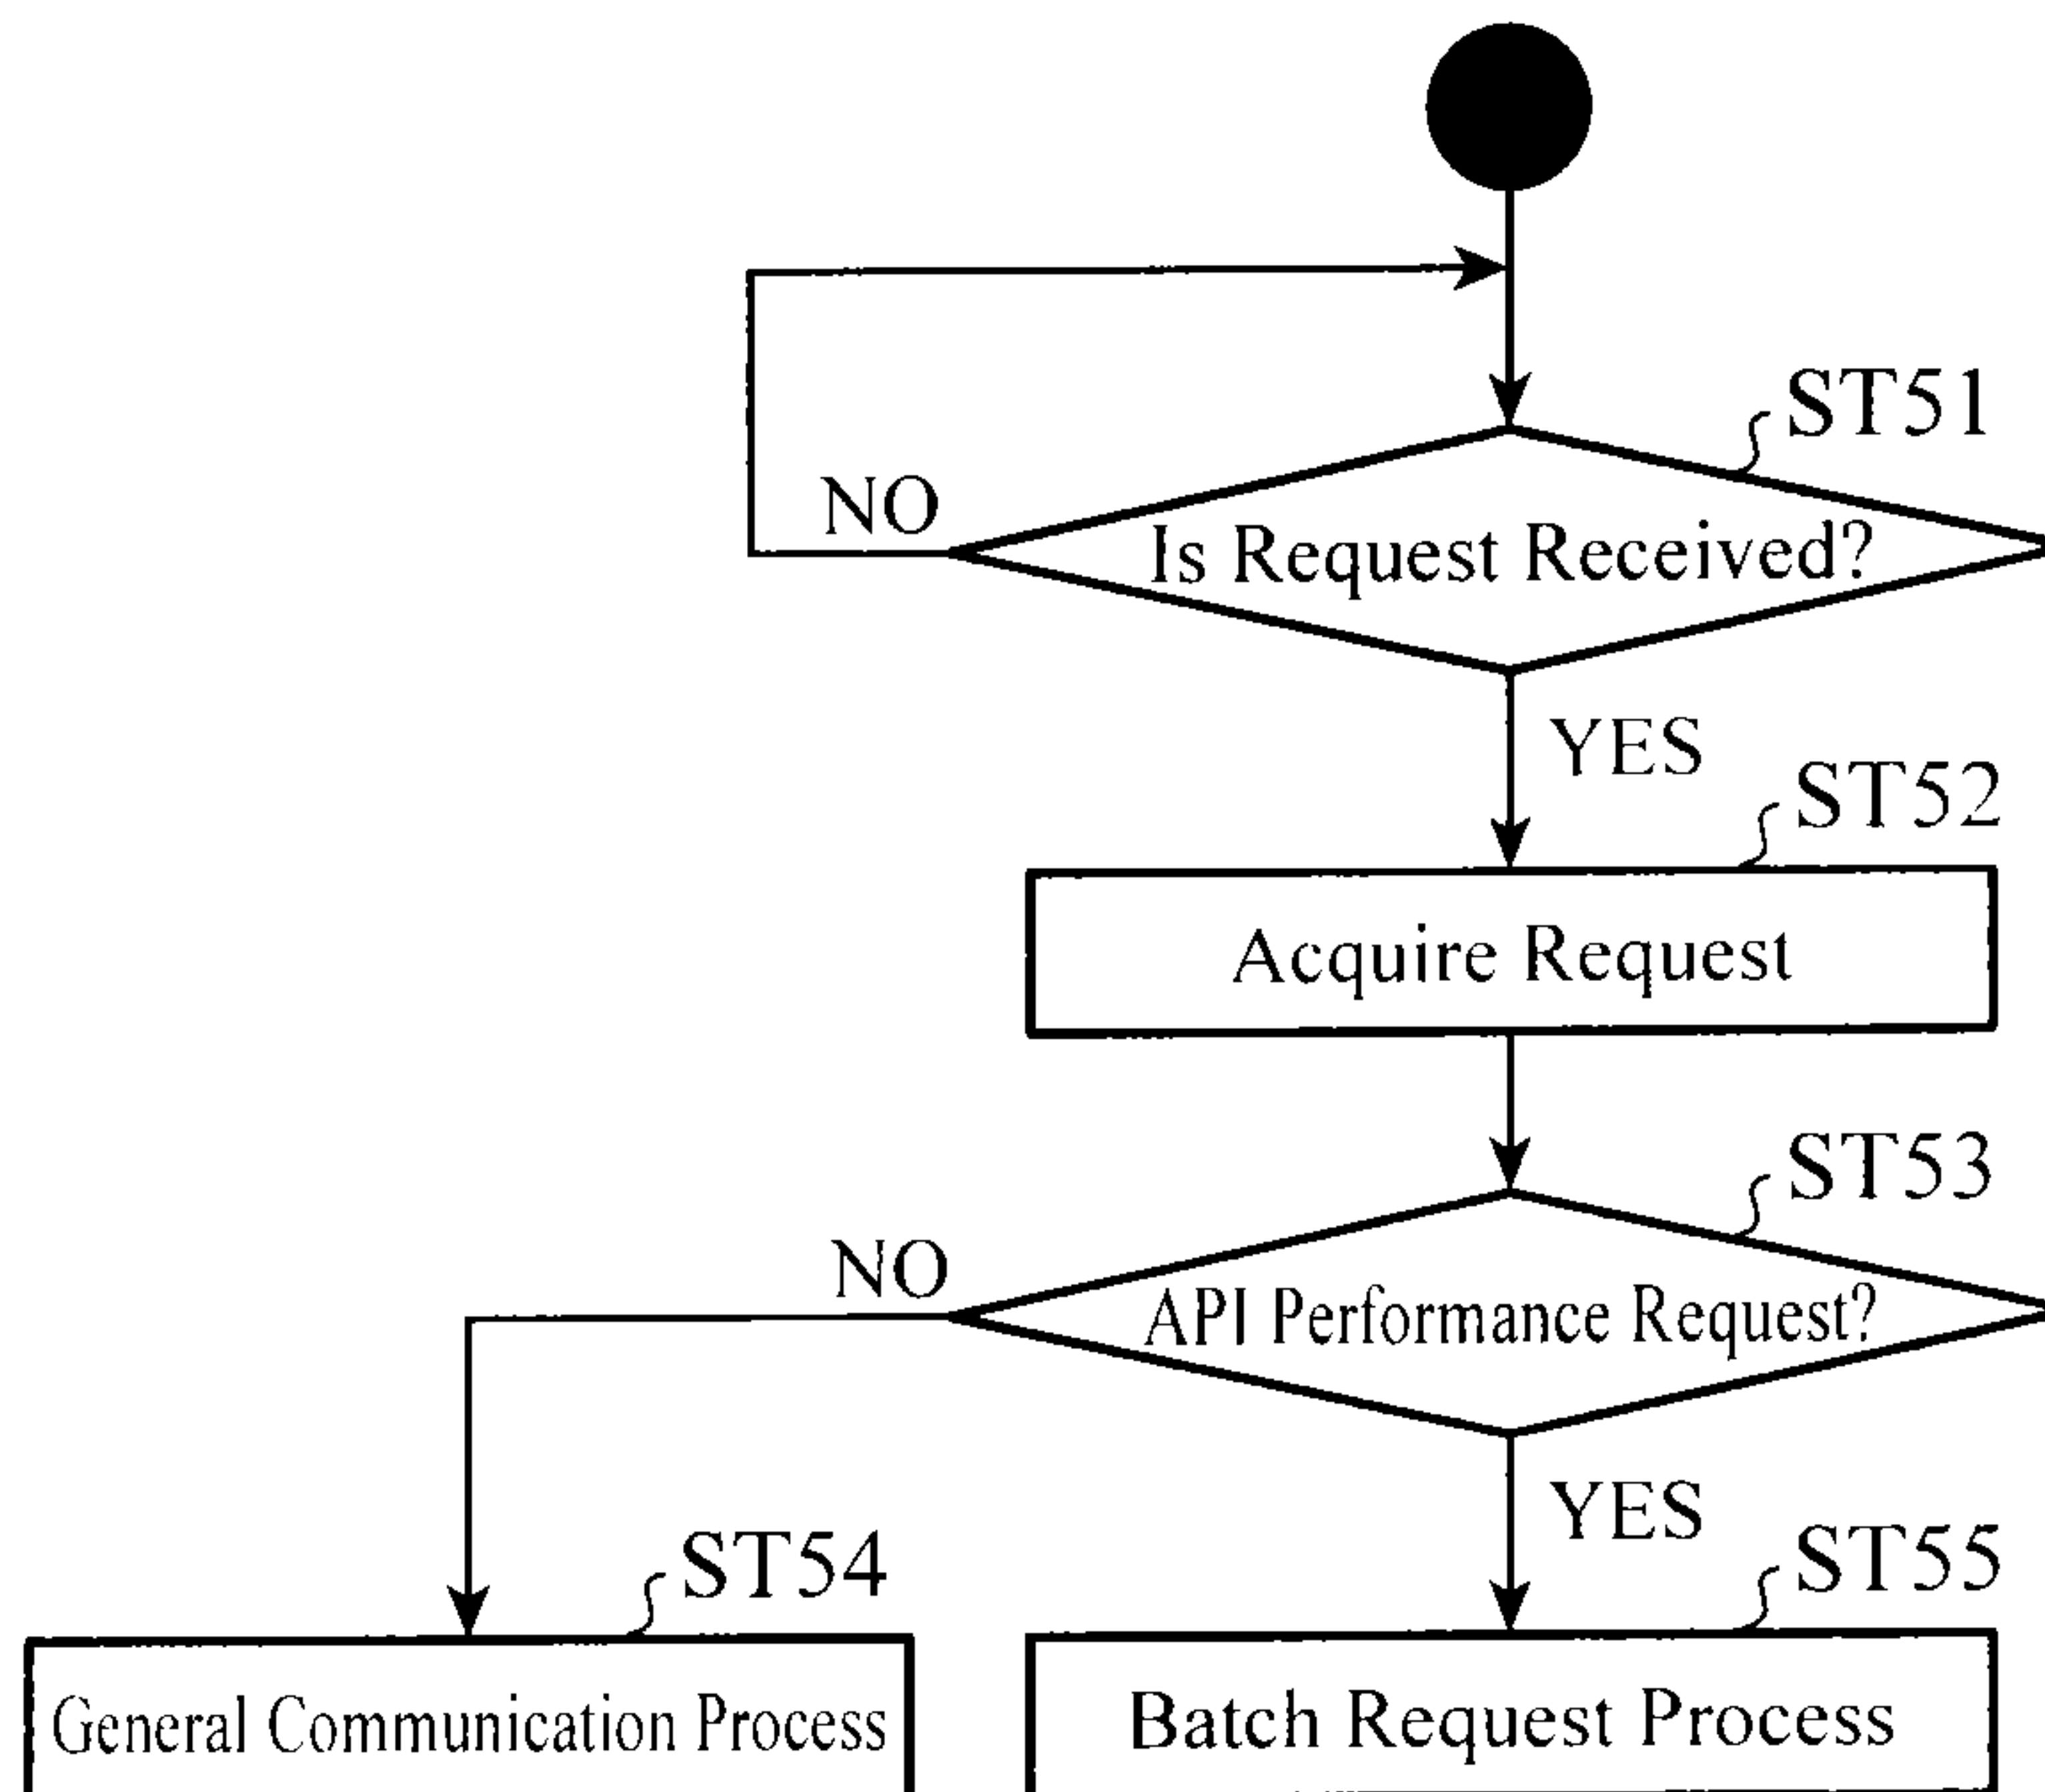 ST51
NO
Is Request Received?
YES
ST52
Acquire Request
ST53
NO
API Performance Request?
YES
ST54
ST55
General Communication Process
Batch Request Process